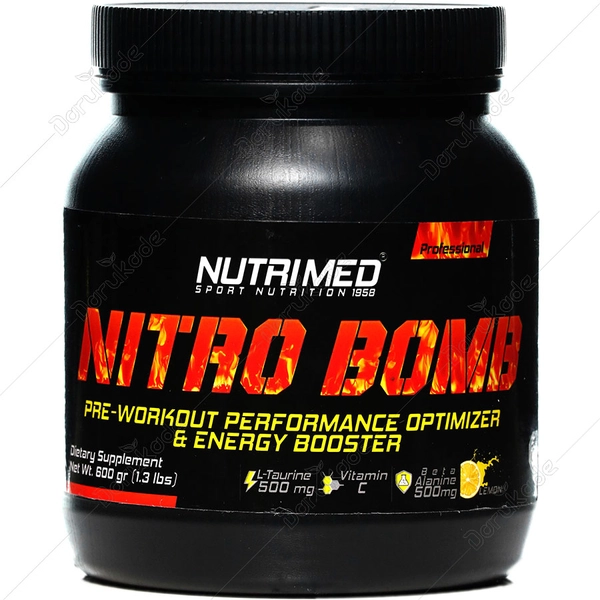 Professional
NUTRIMED®
SPORT NUTRITION 1958
NITRO BOMB
PRE-WORKOUT PERFORMANCE OPTIMIZER
& ENERGY BOOSTER
Dietary Supplement
Net Wt. 600 gr (1.3 lbs)
L-Taurine
500 mg
Vitamin
C
Beta
Alanine
500mg
LEMON
DaruKade